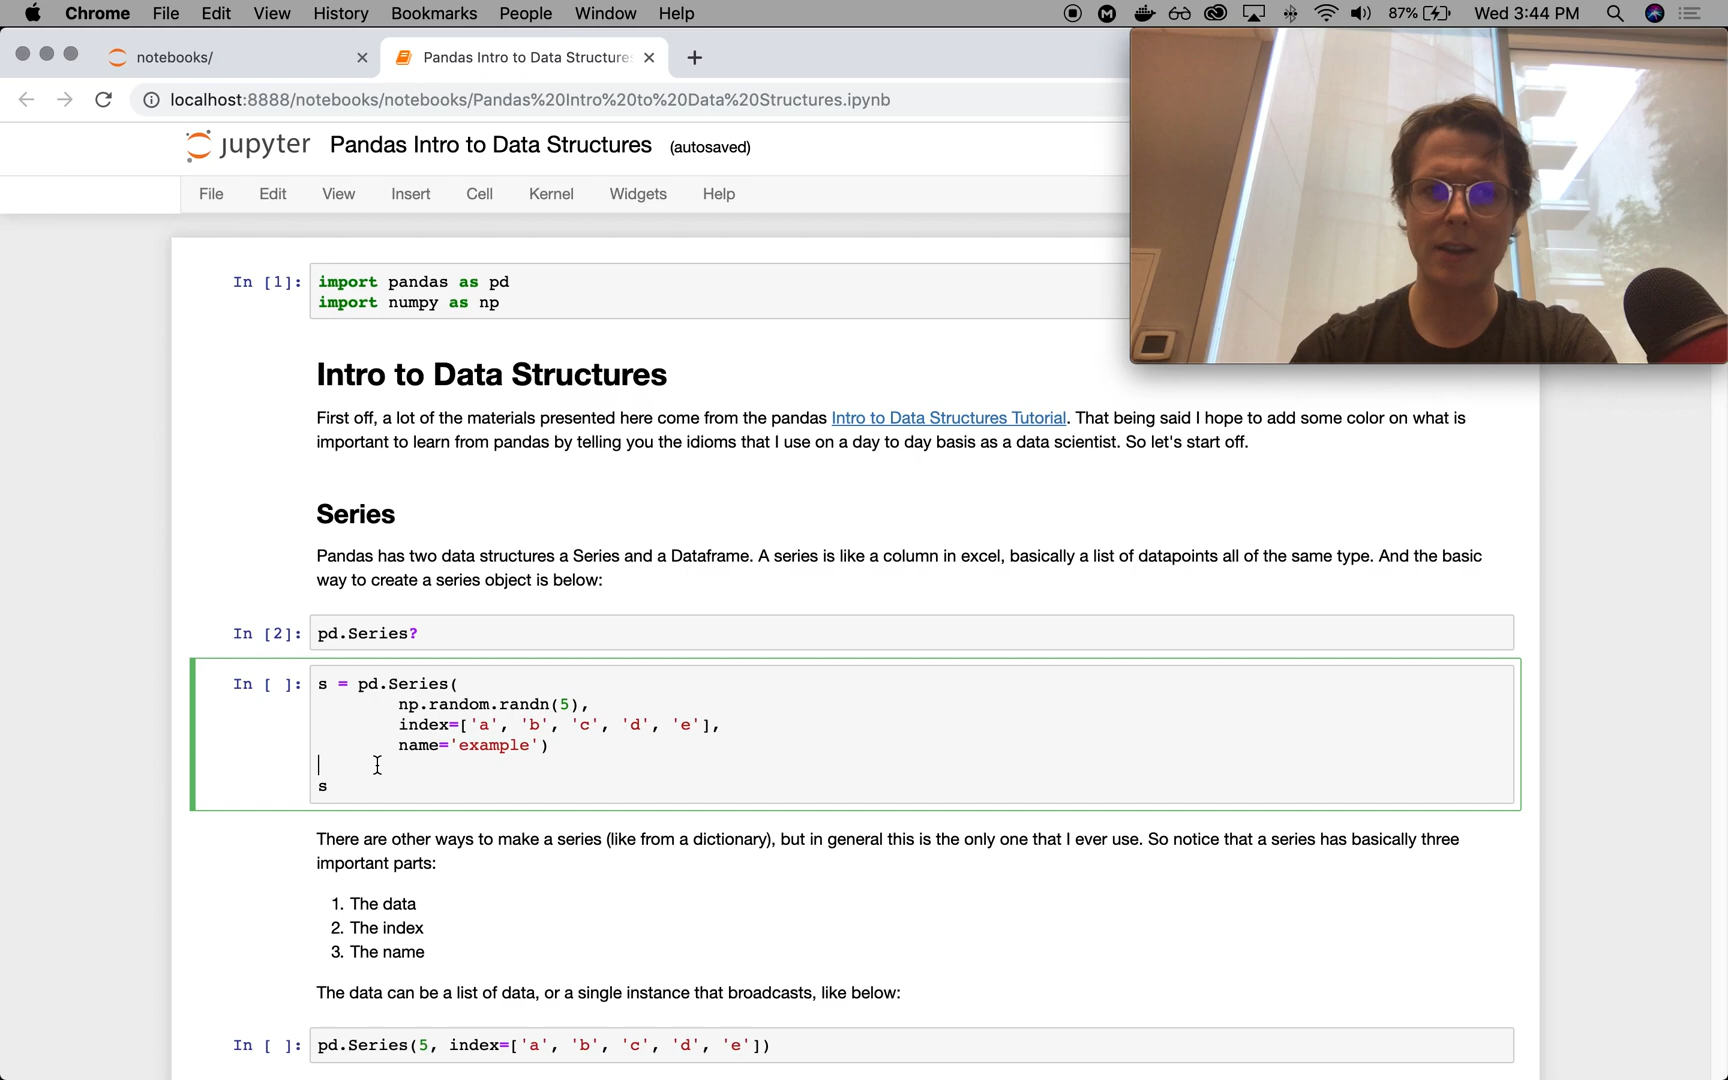 Chrome File Edit View History Bookmarks People Window Help 87% Wed 3:44 PM
notebooks/ Pandas Intro to Data Structures
localhost:8888/notebooks/notebooks/Pandas%20Intro%20to%20Data%20Structures.ipynb
jupyter Pandas Intro to Data Structures (autosaved)
File Edit View Insert Cell Kernel Widgets Help
In [1]: import pandas as pd
import numpy as np
Intro to Data Structures
First off, a lot of the materials presented here come from the pandas Intro to Data Structures Tutorial. That being said I hope to add some color on what is
important to learn from pandas by telling you the idioms that I use on a day to day basis as a data scientist. So let's start off.
Series
Pandas has two data structures a Series and a Dataframe. A series is like a column in excel, basically a list of datapoints all of the same type. And the basic
way to create a series object is below:
In [2]: pd.Series?
In [ ]: s = pd.Series(
np.random.randn(5),
index=['a', 'b', 'c', 'd', 'e'],
name='example')
s
There are other ways to make a series (like from a dictionary), but in general this is the only one that I ever use. So notice that a series has basically three
important parts:
1. The data
2. The index
3. The name
The data can be a list of data, or a single instance that broadcasts, like below:
In [ ]: pd.Series(5, index=['a', 'b', 'c', 'd', 'e'])